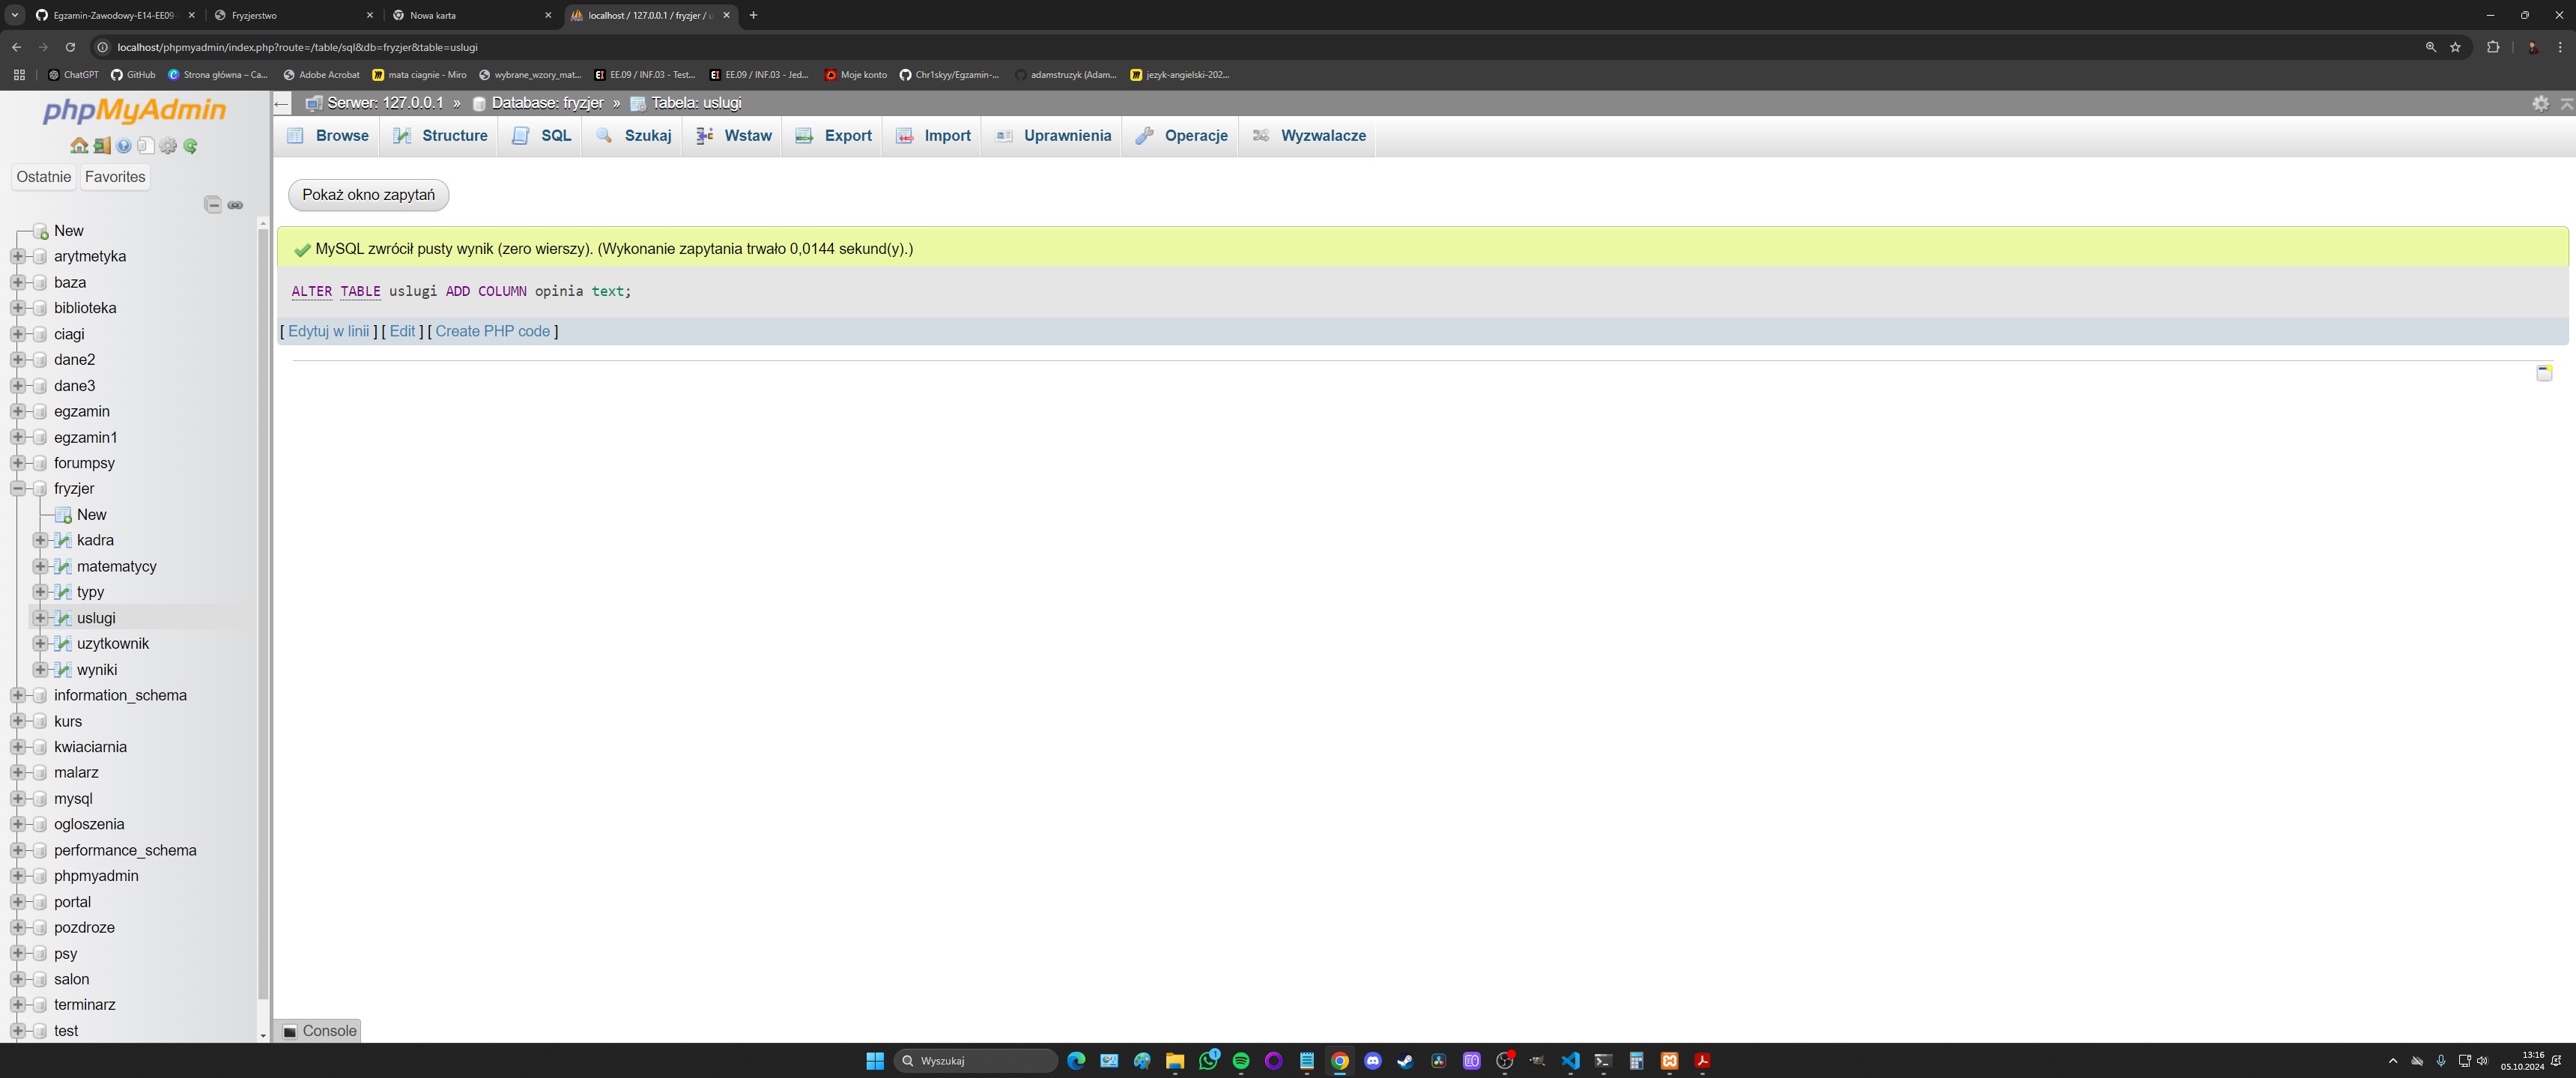 Egzamin-Zawodowy-E14-EE09-
Fryzjerstwo
Nowa karta
localhost / 127.0.0.1 / fryzjer / u
localhost/phpmyadmin/index.php?route=/table/sql&db=fryzjer&table=uslugi
ChatGPT
GitHub
Strona główna – Ca...
Adobe Acrobat
mata ciagnie - Miro
wybrane_wzory_mat...
EE.09 / INF.03 - Test...
EE.09 / INF.03 - Jed...
Moje konto
Chr1skyy/Egzamin-...
adamstruzyk (Adam...
jezyk-angielski-202...
phpMyAdmin
Ostatnie
Favorites
New
arytmetyka
baza
biblioteka
ciagi
dane2
dane3
egzamin
egzamin1
forumpsy
fryzjer
New
kadra
matematycy
typy
uslugi
uzytkownik
wyniki
information_schema
kurs
kwiaciarnia
malarz
mysql
ogloszenia
performance_schema
phpmyadmin
portal
pozdroze
psy
salon
terminarz
test
Serwer: 127.0.0.1 » Database: fryzjer » Tabela: uslugi
Browse
Structure
SQL
Szukaj
Wstaw
Export
Import
Uprawnienia
Operacje
Wyzwalacze
Pokaż okno zapytań
MySQL zwrócił pusty wynik (zero wierszy). (Wykonanie zapytania trwało 0,0144 sekund(y).)
ALTER TABLE uslugi ADD COLUMN opinia text;
[ Edytuj w linii ] [ Edit ] [ Create PHP code ]
Console
Wyszukaj
1
13:16
05.10.2024